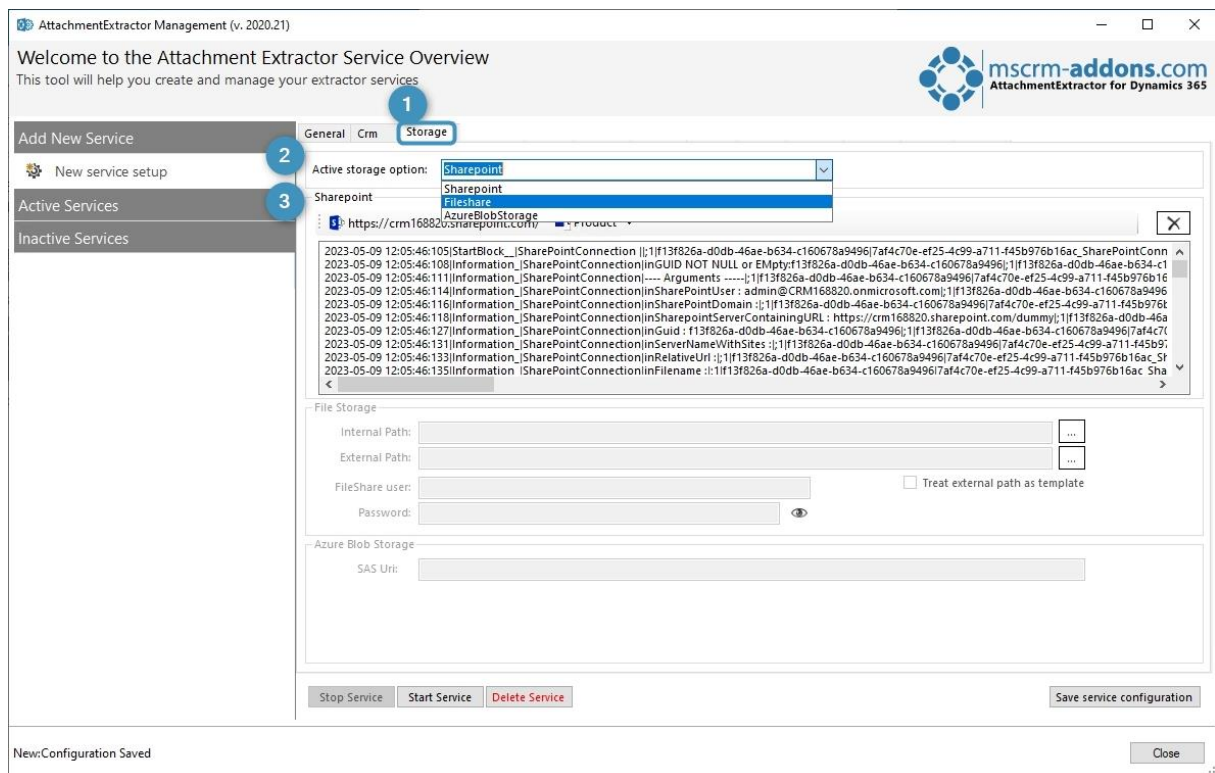 AttachmentExtractor Management (v. 2020.21)
Welcome to the Attachment Extractor Service Overview
This tool will help you create and manage your extractor services
mscrm-addons.com
AttachmentExtractor for Dynamics 365
1
Add New Service
General Crm Storage
2
New service setup
Active storage option: Sharepoint
Sharepoint
Fileshare
AzureBlobStorage
Active Services
3
Sharepoint
https://crm168820.sharepoint.com/ Product
Inactive Services
2023-05-09 12:05:46:105|StartBlock__|SharePointConnection ||;1|f13f826a-d0db-46ae-b634-c160678a9496|7af4c70e-ef25-4c99-a711-f45b976b16ac_SharePointConn
2023-05-09 12:05:46:108|Information_|SharePointConnection|inGUID NOT NULL or EMpty:f13f826a-d0db-46ae-b634-c160678a9496|;1|f13f826a-d0db-46ae-b634-c1
2023-05-09 12:05:46:111|Information_|SharePointConnection|---- Arguments -----|;1|f13f826a-d0db-46ae-b634-c160678a9496|7af4c70e-ef25-4c99-a711-f45b976b16
2023-05-09 12:05:46:114|Information_|SharePointConnection|inSharePointUser : admin@CRM168820.onmicrosoft.com|;1|f13f826a-d0db-46ae-b634-c160678a9496
2023-05-09 12:05:46:116|Information_|SharePointConnection|inSharePointDomain :|;1|f13f826a-d0db-46ae-b634-c160678a9496|7af4c70e-ef25-4c99-a711-f45b976b
2023-05-09 12:05:46:118|Information_|SharePointConnection|inSharepointServerContainingURL : https://crm168820.sharepoint.com/dummy|;1|f13f826a-d0db-46a
2023-05-09 12:05:46:127|Information_|SharePointConnection|inGuid : f13f826a-d0db-46ae-b634-c160678a9496|;1|f13f826a-d0db-46ae-b634-c160678a9496|7af4c7(
2023-05-09 12:05:46:131|Information_|SharePointConnection|inServerNameWithSites :|;1|f13f826a-d0db-46ae-b634-c160678a9496|7af4c70e-ef25-4c99-a711-f45b97
2023-05-09 12:05:46:133|Information_|SharePointConnection|inRelativeUrl :|;1|f13f826a-d0db-46ae-b634-c160678a9496|7af4c70e-ef25-4c99-a711-f45b976b16ac_Sh
2023-05-09 12:05:46:135|Information_|SharePointConnection|inFilename :|;1|f13f826a-d0db-46ae-b634-c160678a9496|7af4c70e-ef25-4c99-a711-f45b976b16ac_Sha
File Storage
Internal Path: ...
External Path: ...
FileShare user: Treat external path as template
Password:
Azure Blob Storage
SAS Uri:
Stop Service Start Service Delete Service Save service configuration
New:Configuration Saved Close